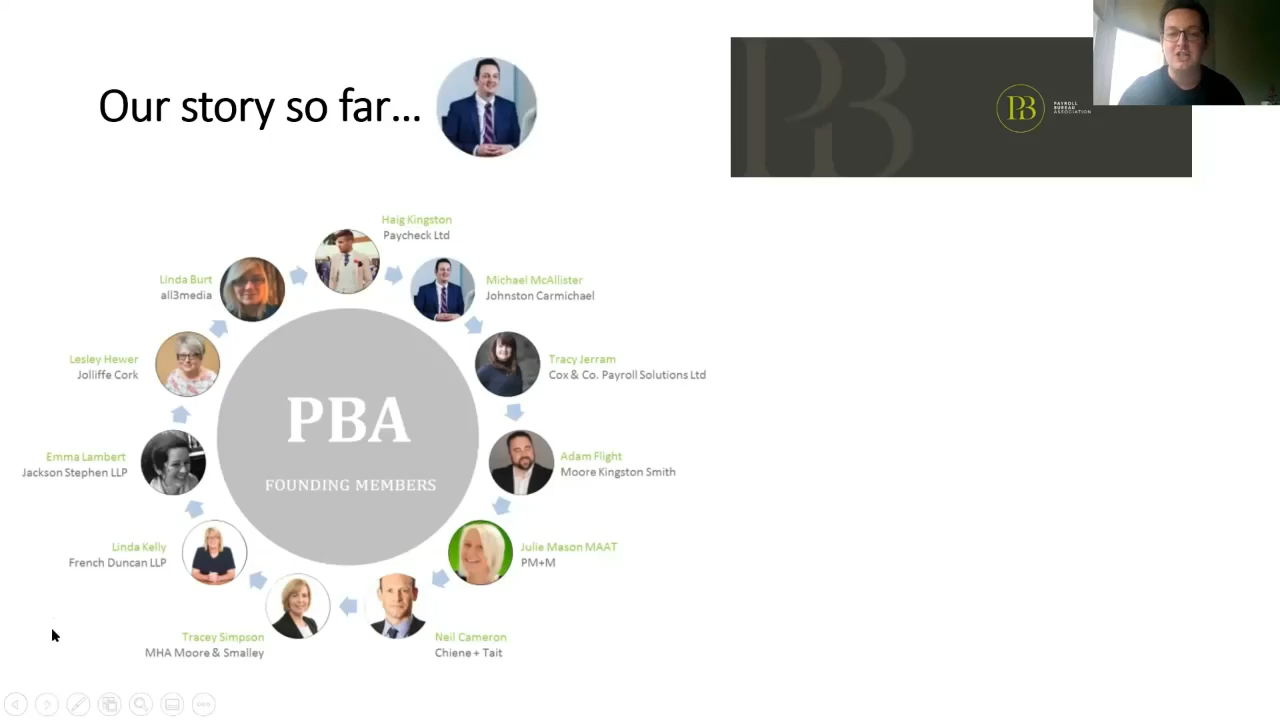 Our story so far...
PB
PB
PAYROLL
BUREAU
ASSOCIATION
Haig Kingston
Paycheck Ltd
Linda Burt
all3media
Michael McAllister
Johnston Carmichael
Lesley Hewer
Jolliffe Cork
Tracy Jerram
Cox & Co. Payroll Solutions Ltd
PBA
FOUNDING MEMBERS
Emma Lambert
Jackson Stephen LLP
Adam Flight
Moore Kingston Smith
Linda Kelly
French Duncan LLP
Julie Mason MAAT
PM+M
Tracey Simpson
MHA Moore & Smalley
Neil Cameron
Chiene + Tait